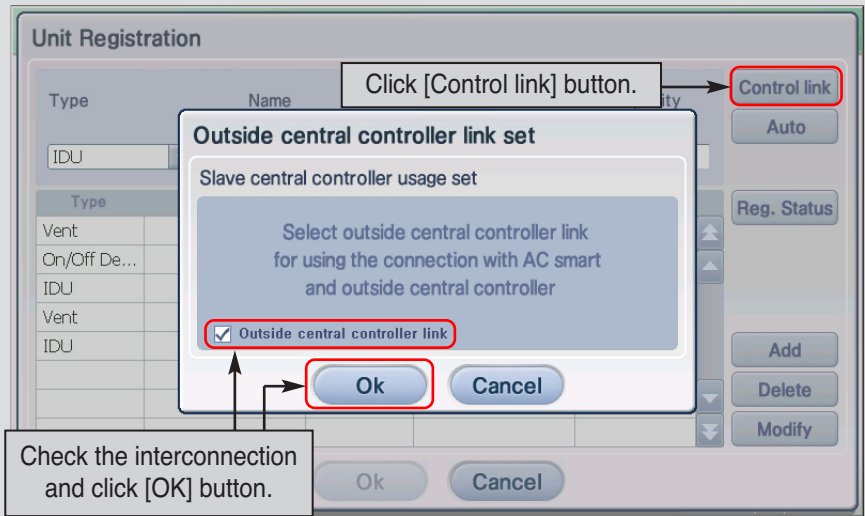 Unit Registration
Click [Control link] button.
Control link
Type
Name
ity
Auto
IDU
Outside central controller link set
Slave central controller usage set
Type
Reg. Status
Vent
Select outside central controller link
On/Off De...
for using the connection with AC smart
IDU
and outside central controller
Vent
Outside central controller link
IDU
Add
Ok
Cancel
Delete
Modify
Check the interconnection
and click [OK] button.
Ok
Cancel